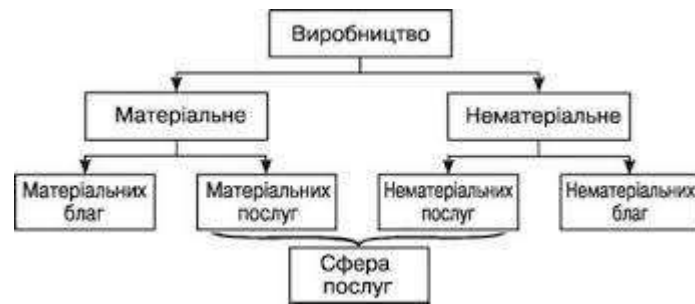 Виробництво
Матеріальне
Нематеріальне
Матеріальних
благ
Матеріальних
послуг
Нематеріальних
послуг
Нематеріальних
благ
Сфера
послуг